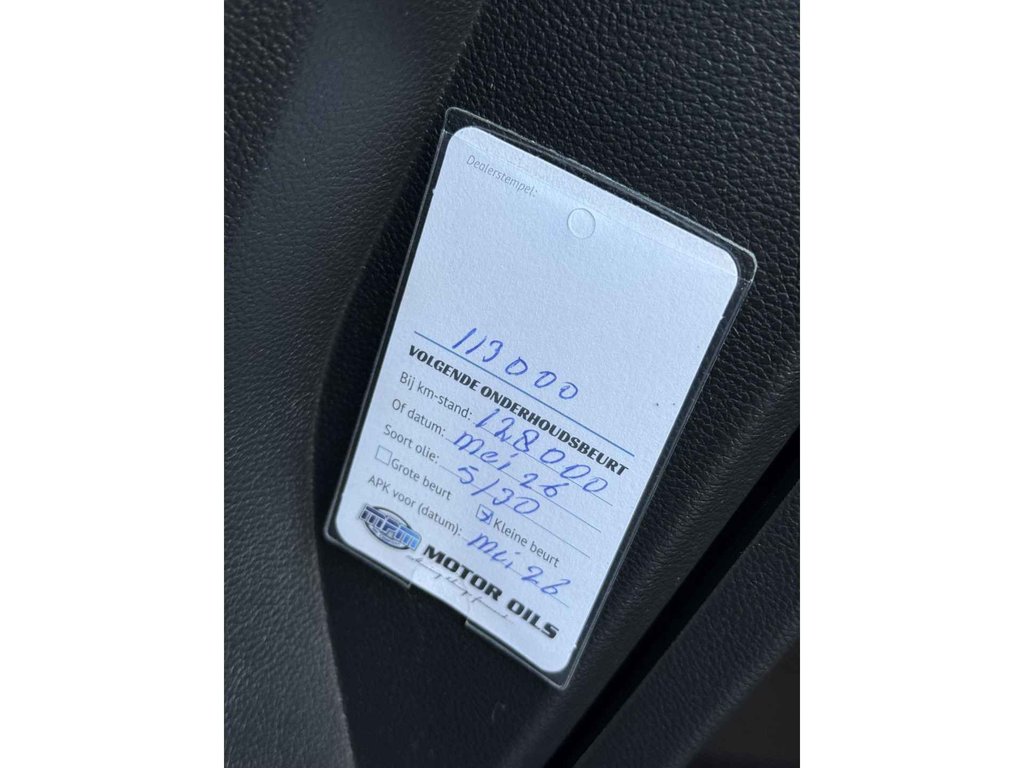 Dealerstempel:
113000
VOLGENDE ONDERHOUDSBEURT
Bij km-stand: 128000
Of datum: mei 26
Soort olie: 5/30
Grote beurt Kleine beurt
APK voor (datum): mei 26
mpm MOTOR OILS